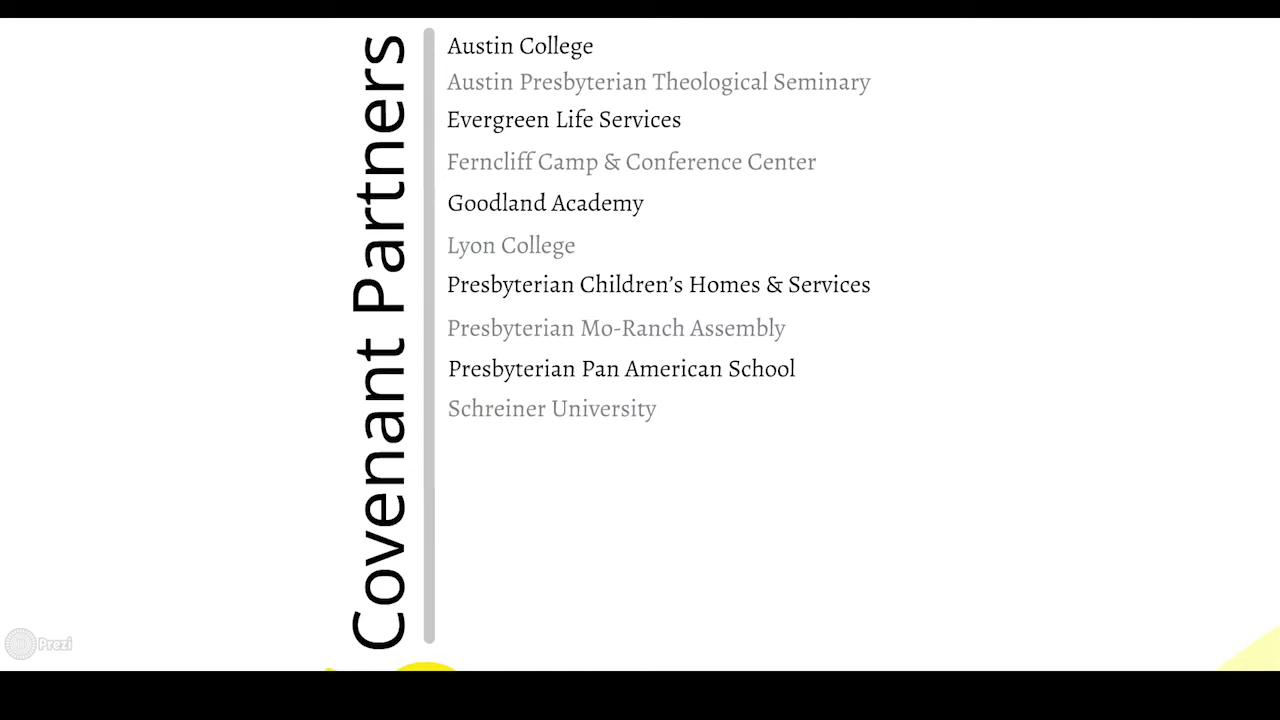 Covenant Partners
Austin College
Austin Presbyterian Theological Seminary
Evergreen Life Services
Ferncliff Camp & Conference Center
Goodland Academy
Lyon College
Presbyterian Children’s Homes & Services
Presbyterian Mo-Ranch Assembly
Presbyterian Pan American School
Schreiner University
Prezi